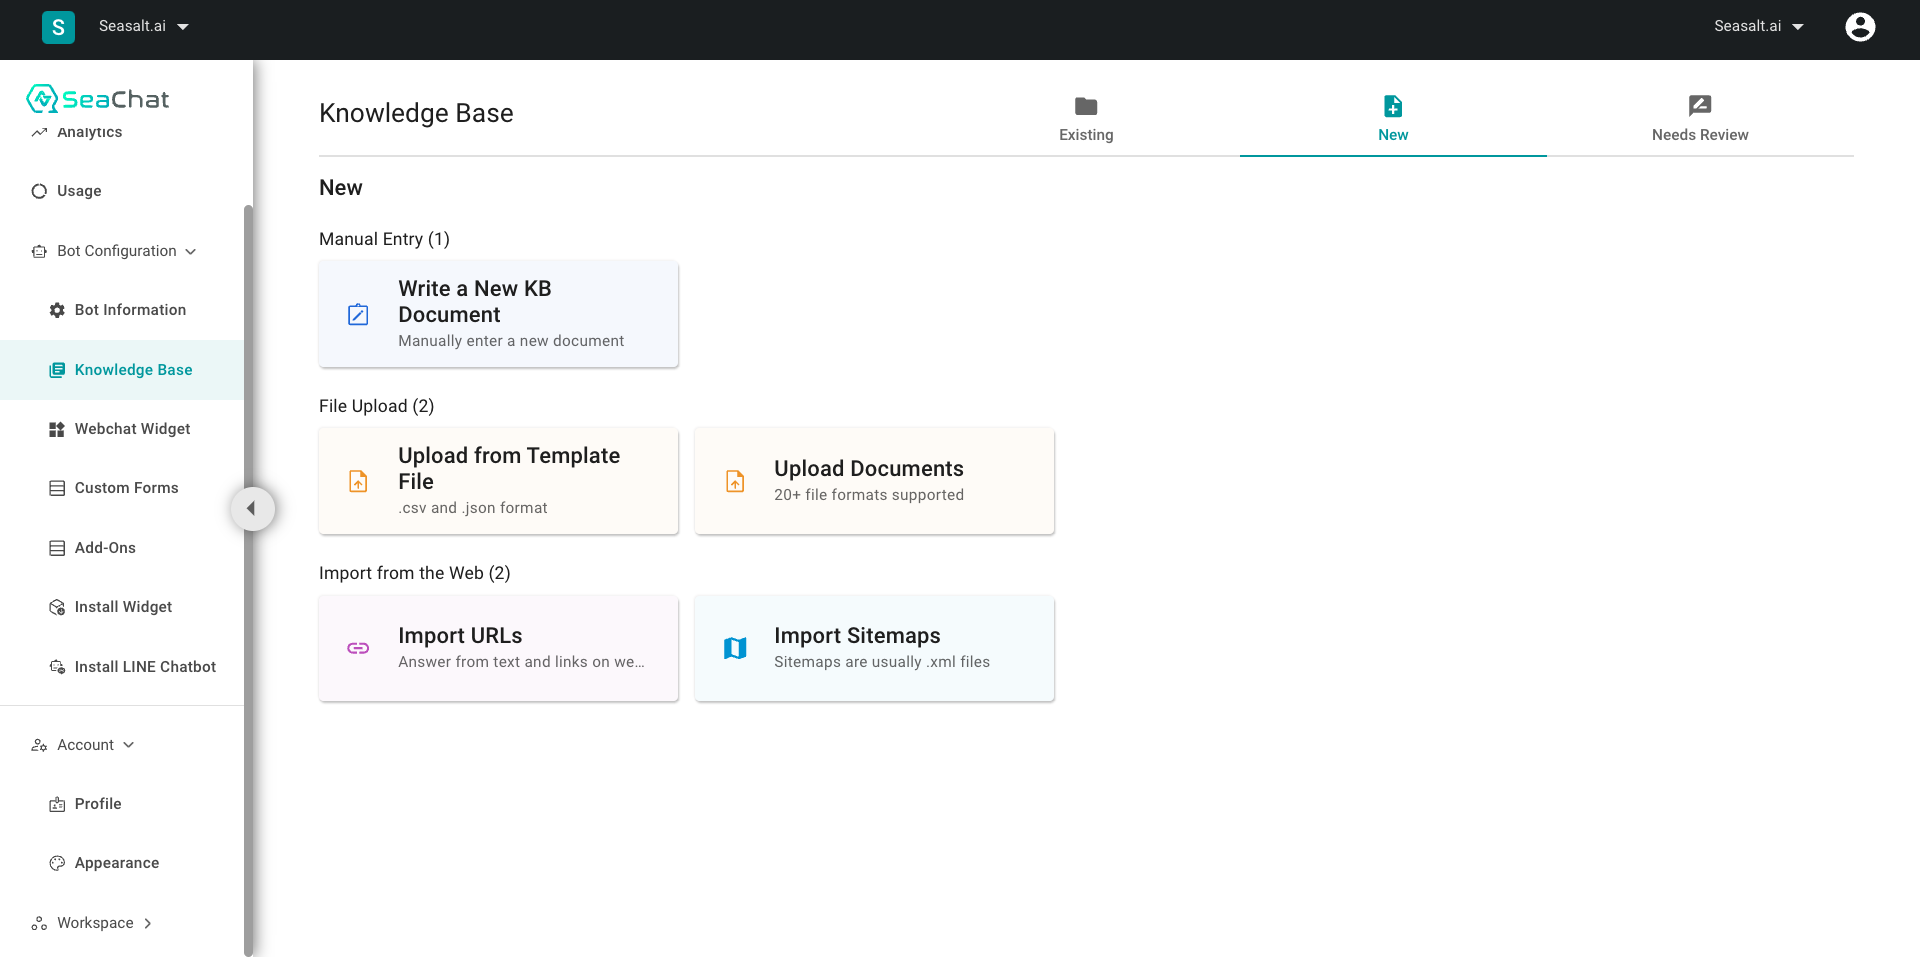 S
Seasalt.ai
Seasalt.ai
SeaChat
Analytics
Usage
Bot Configuration
Bot Information
Knowledge Base
Webchat Widget
Custom Forms
Add-Ons
Install Widget
Install LINE Chatbot
Account
Profile
Appearance
Workspace
Knowledge Base
Existing
New
Needs Review
New
Manual Entry (1)
Write a New KB
Document
Manually enter a new document
File Upload (2)
Upload from Template
File
.csv and .json format
Upload Documents
20+ file formats supported
Import from the Web (2)
Import URLs
Answer from text and links on we...
Import Sitemaps
Sitemaps are usually .xml files